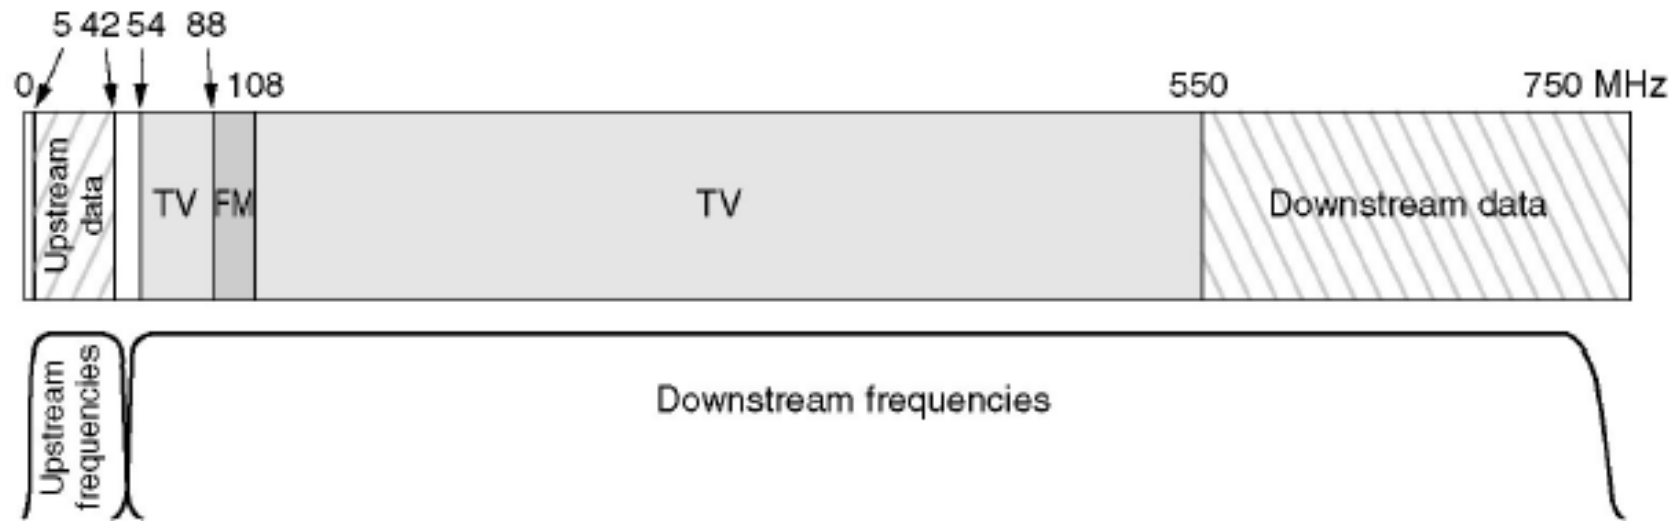 5 42 54 88
0 108 550 750 MHz
Upstream
data
TV
FM
TV
Downstream data
Upstream
frequencies
Downstream frequencies